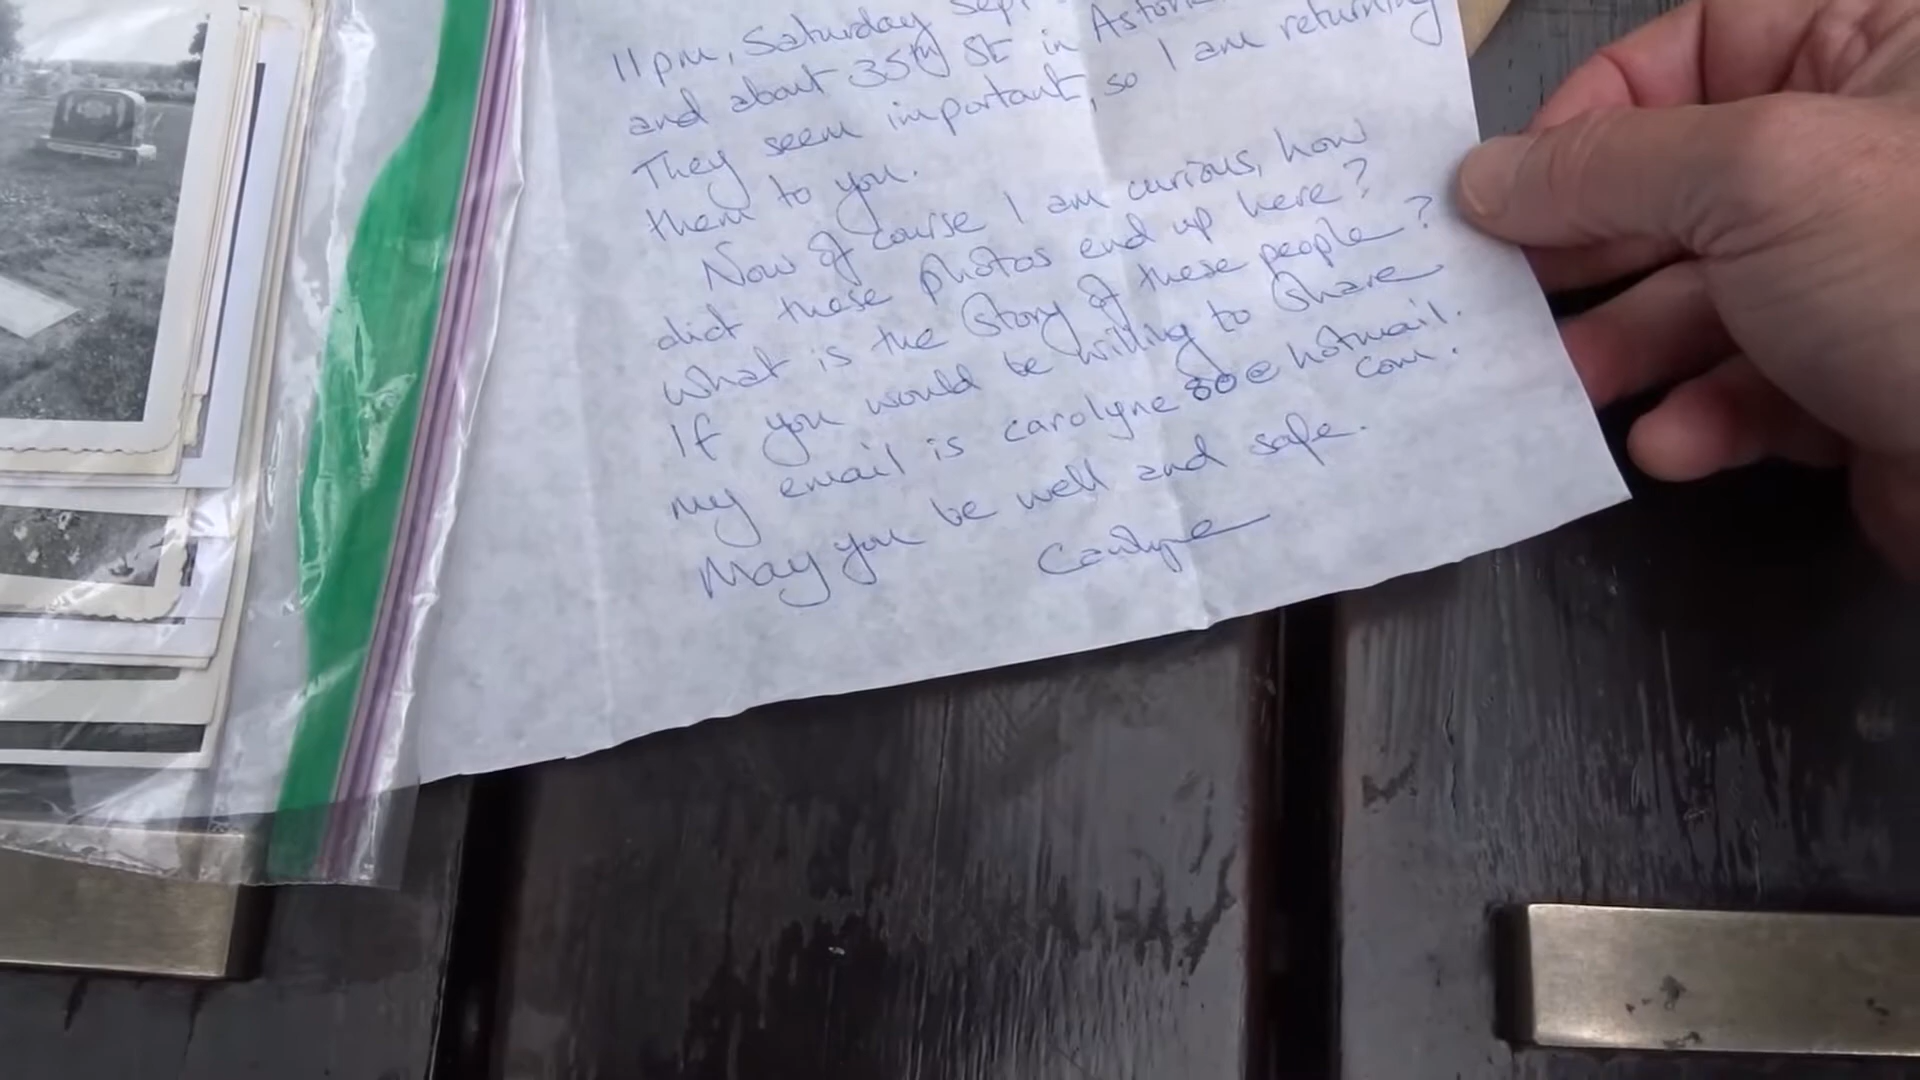 11pm, Saturday Sept
and about 35th St in Astoria
They seem important, so I am returning
them to you.
Now of course I am curious, how
did these photos end up here?
What is the story of these people?
If you would be willing to share
my email is carolyne80@hotmail.
com.
May you be well and safe.
Carolyne